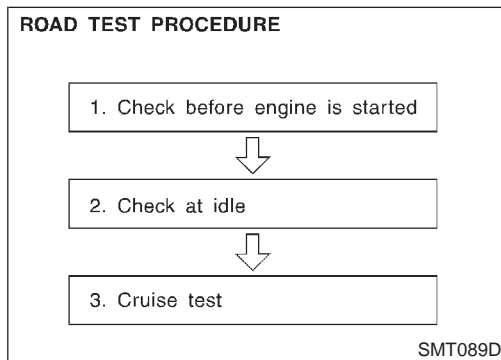 ROAD TEST PROCEDURE
1. Check before engine is started
2. Check at idle
3. Cruise test
SMT089D